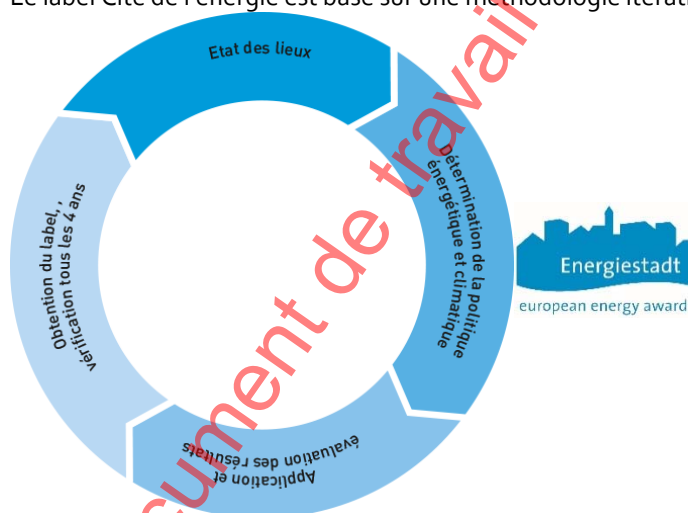 Le label Cité de l'énergie est basé sur une méthodologie itérati
Etat des lieux
Détermination de la politique
énergétique et climatique
Application et
évaluation des résultats
Obtention du label, ,
vérification tous les 4 ans
Energiestadt
european energy award
cument de travail